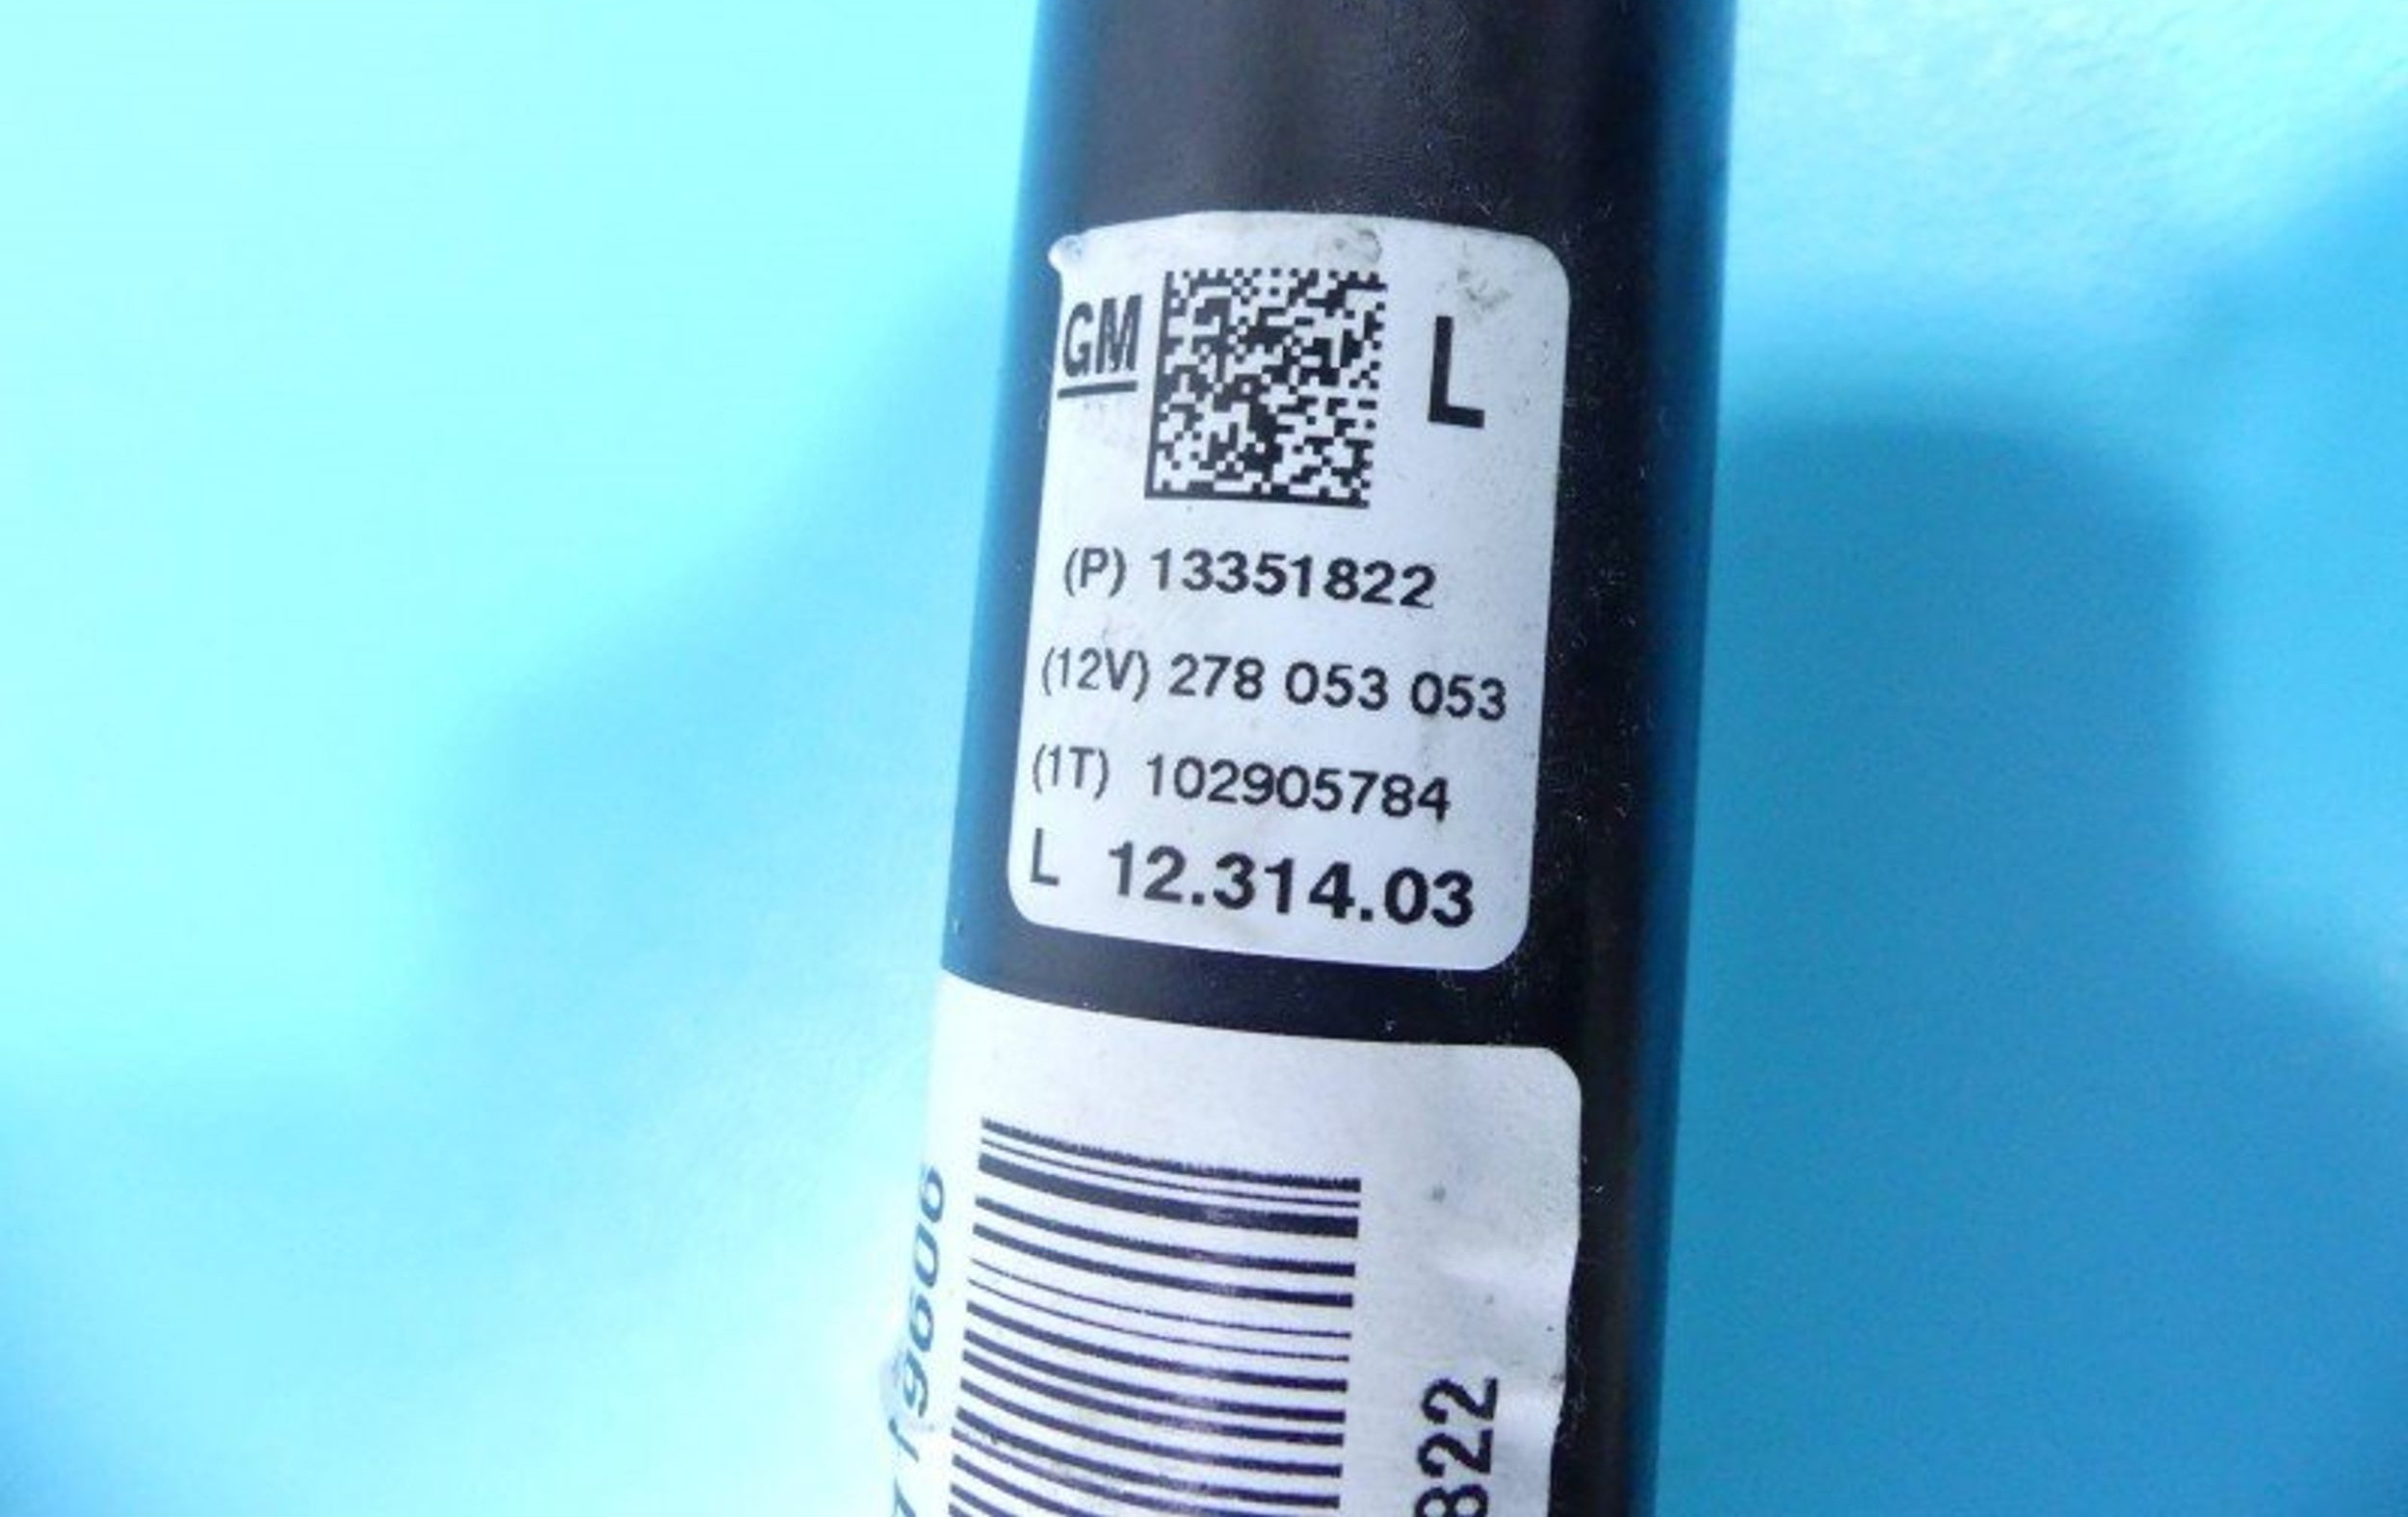 GM L
(P) 13351822
(12V) 278 053 053
(1T) 102905784
L 12.314.03
822